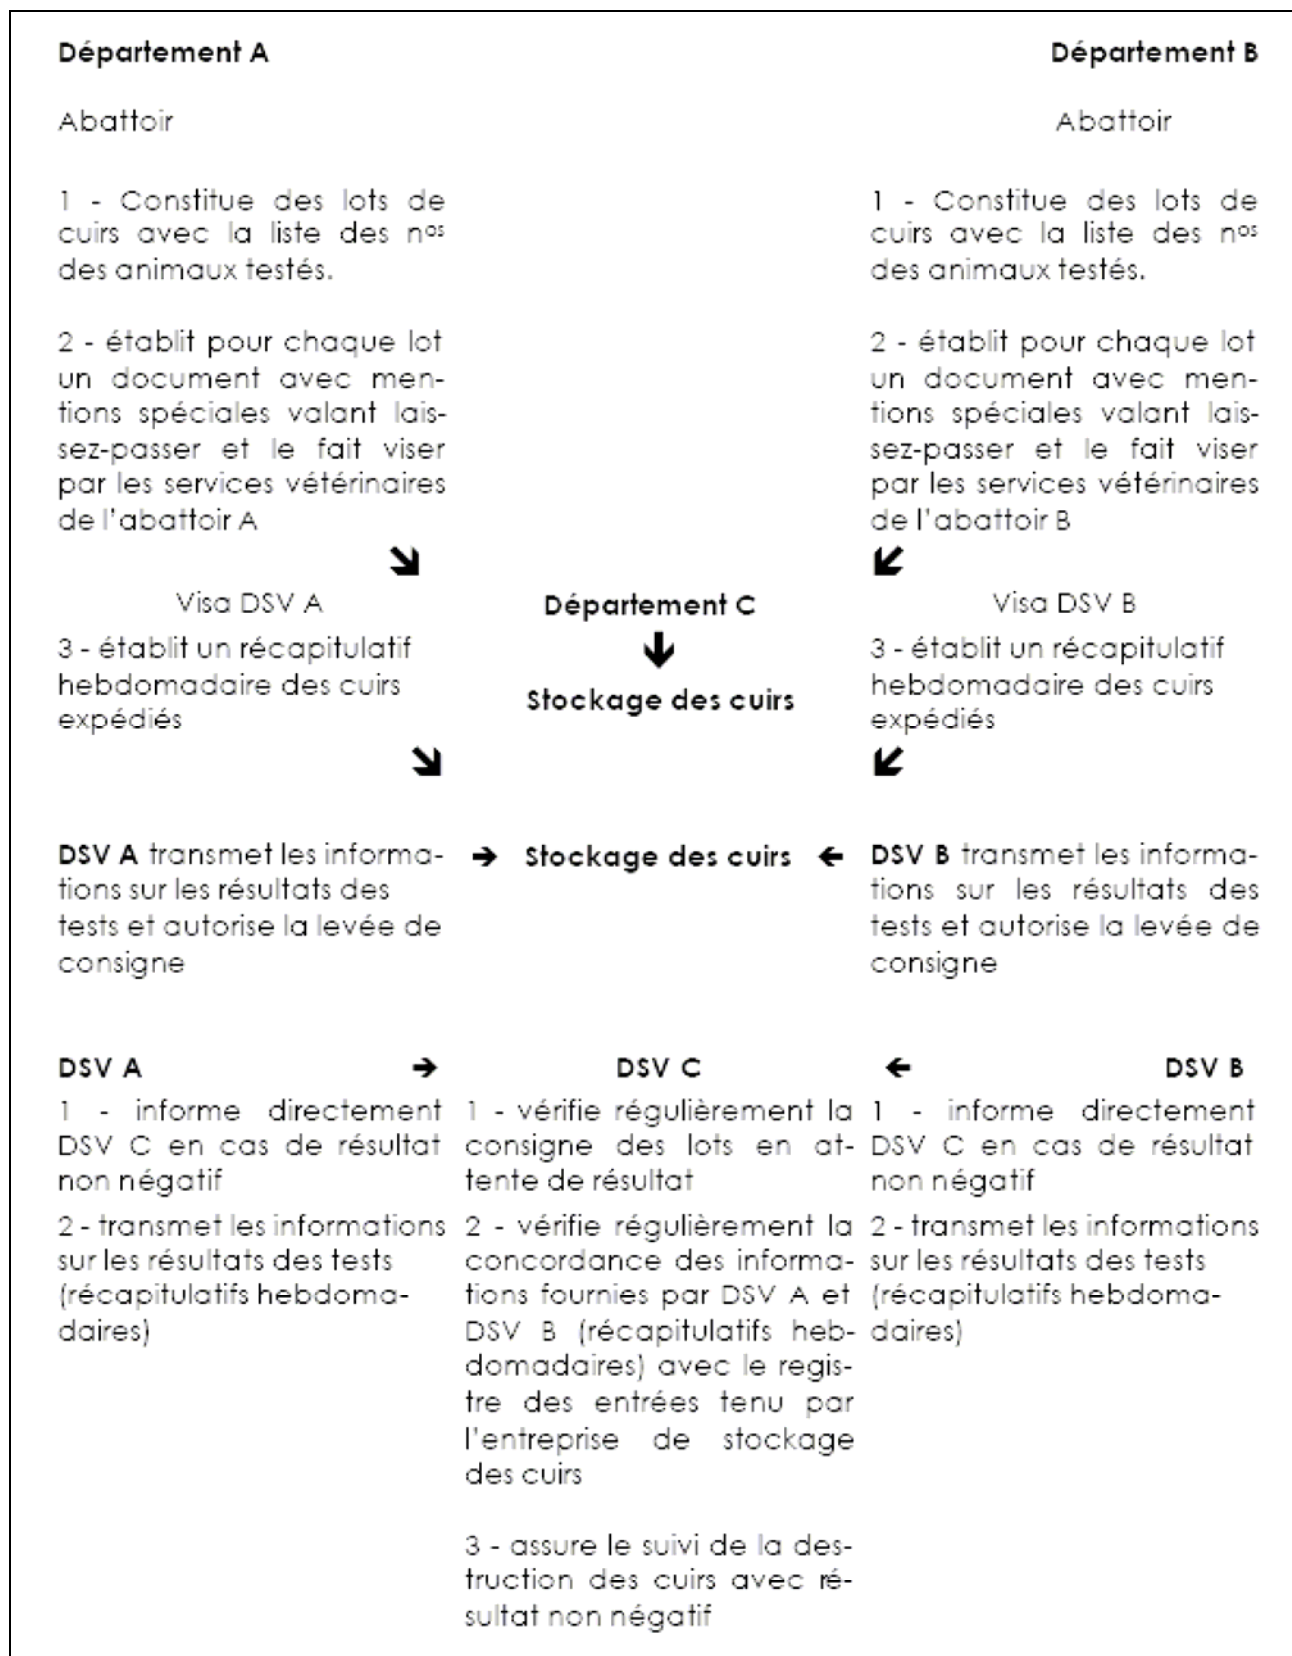 Département A
Département B
Abattoir
Abattoir
1 - Constitue des lots de
cuirs avec la liste des nos
des animaux testés.
1 - Constitue des lots de
cuirs avec la liste des nos
des animaux testés.
2 - établit pour chaque lot
un document avec men-
tions spéciales valant lais-
sez-passer et le fait viser
par les services vétérinaires
de l'abattoir A
2 - établit pour chaque lot
un document avec men-
tions spéciales valant lais-
sez-passer et le fait viser
par les services vétérinaires
de l'abattoir B
Visa DSV A
Département C
Visa DSV B
3 - établit un récapitulatif
hebdomadaire des cuirs
expédiés
Stockage des cuirs
3 - établit un récapitulatif
hebdomadaire des cuirs
expédiés
DSV A transmet les informa-
tions sur les résultats des
tests et autorise la levée de
consigne
→ Stockage des cuirs ←
DSV B transmet les informa-
tions sur les résultats des
tests et autorise la levée de
consigne
DSV A → DSV C ← DSV B
1 - informe directement
DSV C en cas de résultat
non négatif
2 - transmet les informations
sur les résultats des tests
(récapitulatifs hebdoma-
daires)
1 - vérifie régulièrement la
consigne des lots en at-
tente de résultat
2 - vérifie régulièrement la
concordance des informa-
tions fournies par DSV A et
DSV B (récapitulatifs heb-
domadaires) avec le regis-
tre des entrées tenu par
l'entreprise de stockage
des cuirs
3 - assure le suivi de la des-
truction des cuirs avec ré-
sultat non négatif
1 - informe directement
DSV C en cas de résultat
non négatif
2 - transmet les informations
sur les résultats des tests
(récapitulatifs hebdoma-
daires)